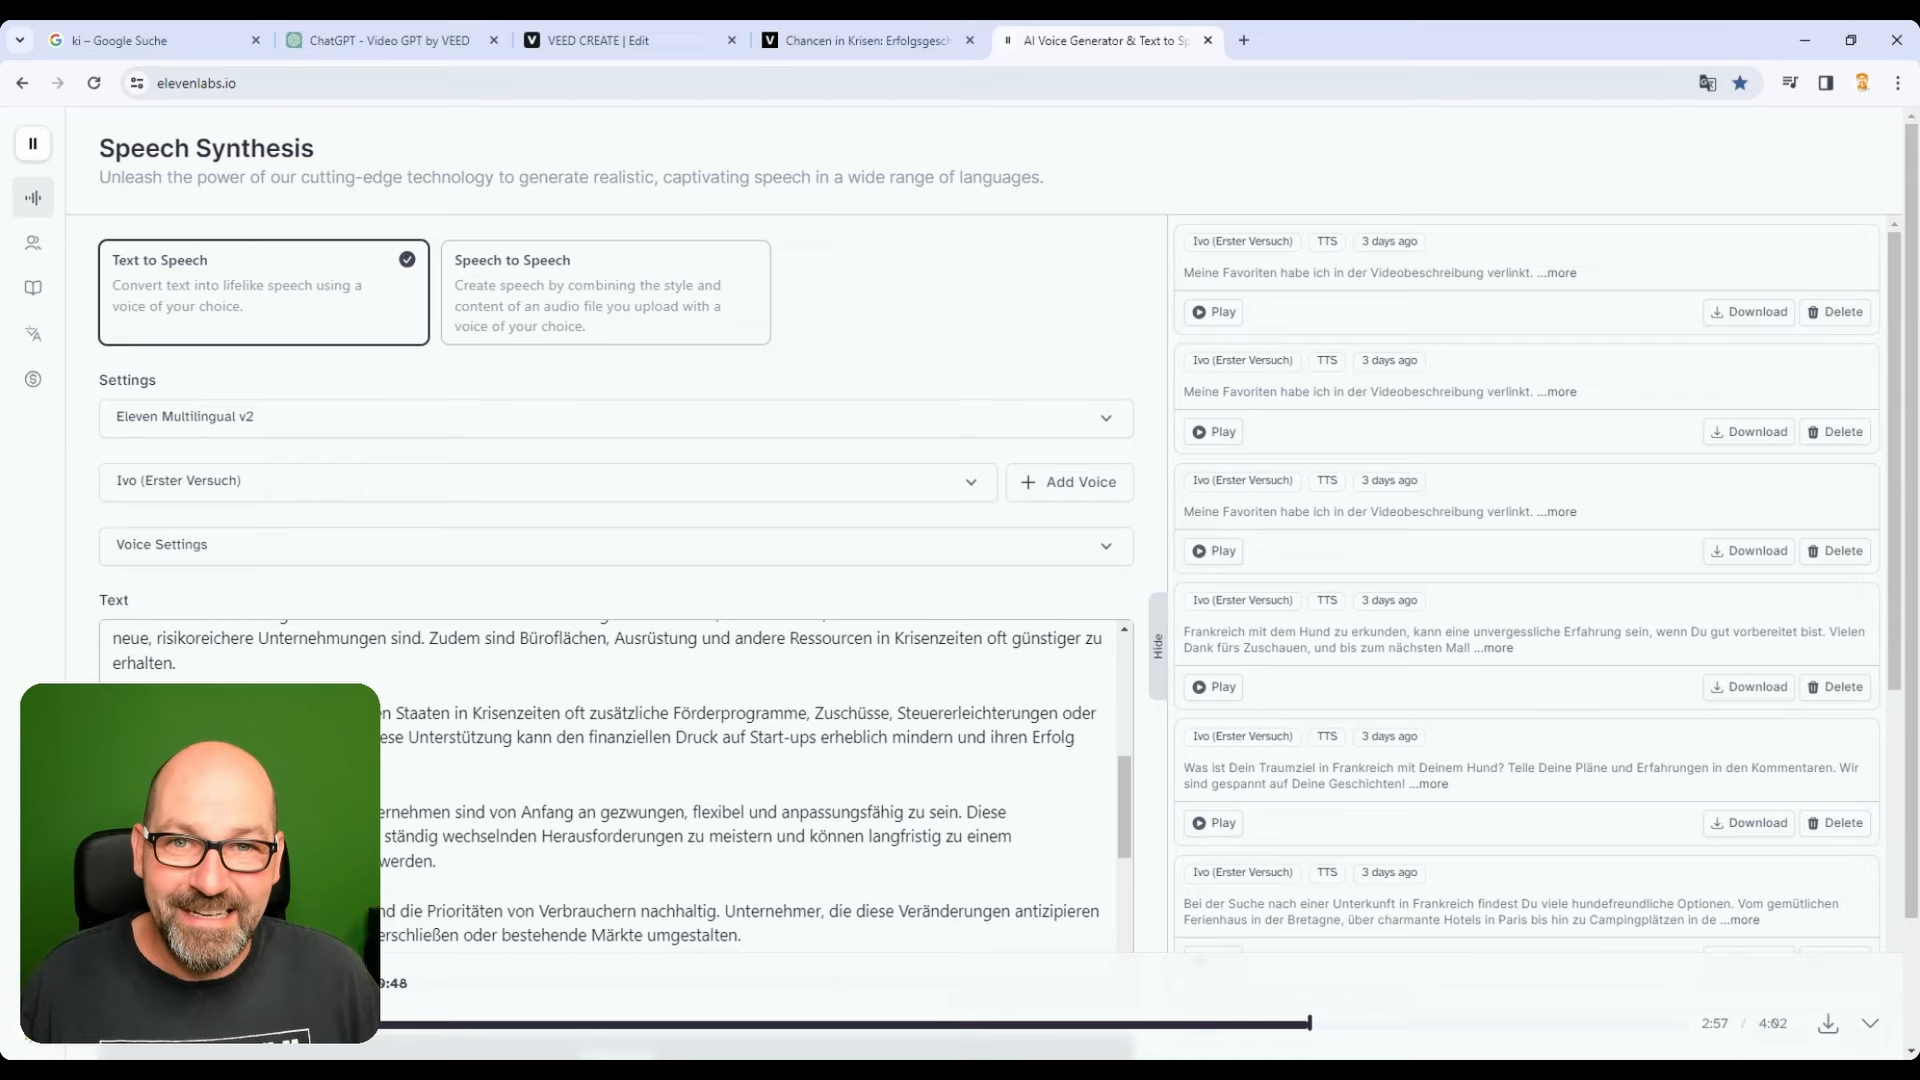 ki – Google Suche
ChatGPT - Video GPT by VEED
VEED CREATE | Edit
Chancen in Krisen: Erfolgsgesch
AI Voice Generator & Text to Sp
elevenlabs.io
Speech Synthesis
Unleash the power of our cutting-edge technology to generate realistic, captivating speech in a wide range of languages.
Text to Speech
Convert text into lifelike speech using a
voice of your choice.
Speech to Speech
Create speech by combining the style and
content of an audio file you upload with a
voice of your choice.
Settings
Eleven Multilingual v2
Ivo (Erster Versuch)
Add Voice
Voice Settings
Text
neue, risikoreichere Unternehmungen sind. Zudem sind Büroflächen, Ausrüstung und andere Ressourcen in Krisenzeiten oft günstiger zu
erhalten.
n Staaten in Krisenzeiten oft zusätzliche Förderprogramme, Zuschüsse, Steuererleichterungen oder
ese Unterstützung kann den finanziellen Druck auf Start-ups erheblich mindern und ihren Erfolg
ernehmen sind von Anfang an gezwungen, flexibel und anpassungsfähig zu sein. Diese
ständig wechselnden Herausforderungen zu meistern und können langfristig zu einem
werden.
nd die Prioritäten von Verbrauchern nachhaltig. Unternehmer, die diese Veränderungen antizipieren
erschließen oder bestehende Märkte umgestalten.
0:48
2:57 / 4:02
Hide
Ivo (Erster Versuch) TTS 3 days ago
Meine Favoriten habe ich in der Videobeschreibung verlinkt. ...more
Play Download Delete
Ivo (Erster Versuch) TTS 3 days ago
Meine Favoriten habe ich in der Videobeschreibung verlinkt. ...more
Play Download Delete
Ivo (Erster Versuch) TTS 3 days ago
Meine Favoriten habe ich in der Videobeschreibung verlinkt. ...more
Play Download Delete
Ivo (Erster Versuch) TTS 3 days ago
Frankreich mit dem Hund zu erkunden, kann eine unvergessliche Erfahrung sein, wenn Du gut vorbereitet bist. Vielen
Dank fürs Zuschauen, und bis zum nächsten Mal! ...more
Play Download Delete
Ivo (Erster Versuch) TTS 3 days ago
Was ist Dein Traumziel in Frankreich mit Deinem Hund? Teile Deine Pläne und Erfahrungen in den Kommentaren. Wir
sind gespannt auf Deine Geschichten! ...more
Play Download Delete
Ivo (Erster Versuch) TTS 3 days ago
Bei der Suche nach einer Unterkunft in Frankreich findest Du viele hundefreundliche Optionen. Vom gemütlichen
Ferienhaus in der Bretagne, über charmante Hotels in Paris bis hin zu Campingplätzen in de ...more